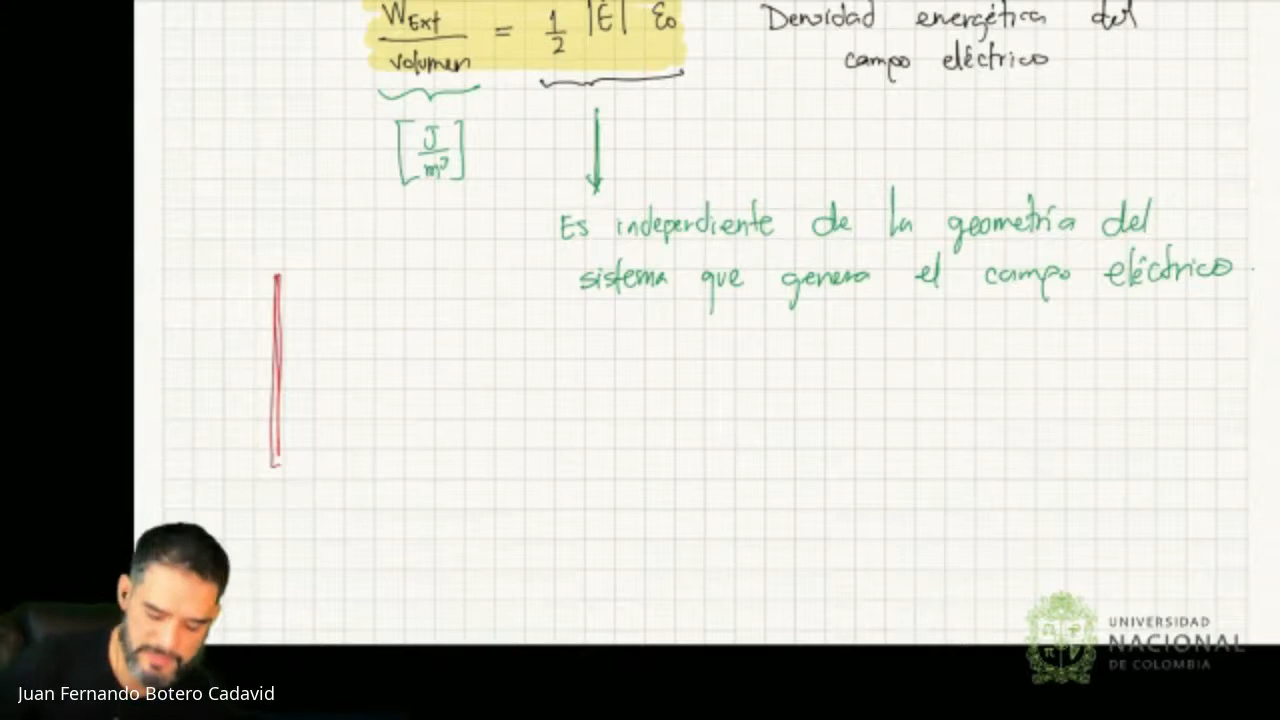 W_Ext / volumen = 1/2 |E| ε₀
Densidad energética del
campo eléctrico
[J/m³]
Es independiente de la geometría del
sistema que genera el campo eléctrico.
UNIVERSIDAD
NACIONAL
DE COLOMBIA
Juan Fernando Botero Cadavid